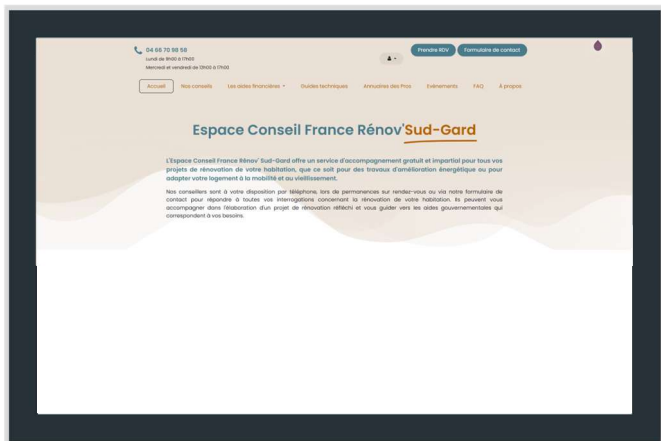 04 66 70 98 58
Lundi de 9h00 à 17h00
Mercredi et vendredi de 13h00 à 17h00
Prendre RDV
Formulaire de contact
Accueil
Nos conseils
Les aides financières
Guides techniques
Annuaires des Pros
Evènements
FAQ
À propos
Espace Conseil France Rénov'Sud-Gard
L'Espace Conseil France Rénov' Sud-Gard offre un service d'accompagnement gratuit et impartial pour tous vos
projets de rénovation de votre habitation, que ce soit pour des travaux d'amélioration énergétique ou pour
adapter votre logement à la mobilité et au vieillissement.
Nos conseillers sont à votre disposition par téléphone, lors de permanences sur rendez-vous ou via notre formulaire de
contact pour répondre à toutes vos interrogations concernant la rénovation de votre habitation. Ils peuvent vous
accompagner dans l'élaboration d'un projet de rénovation réfléchi et vous guider vers les aides gouvernementales qui
correspondent à vos besoins.